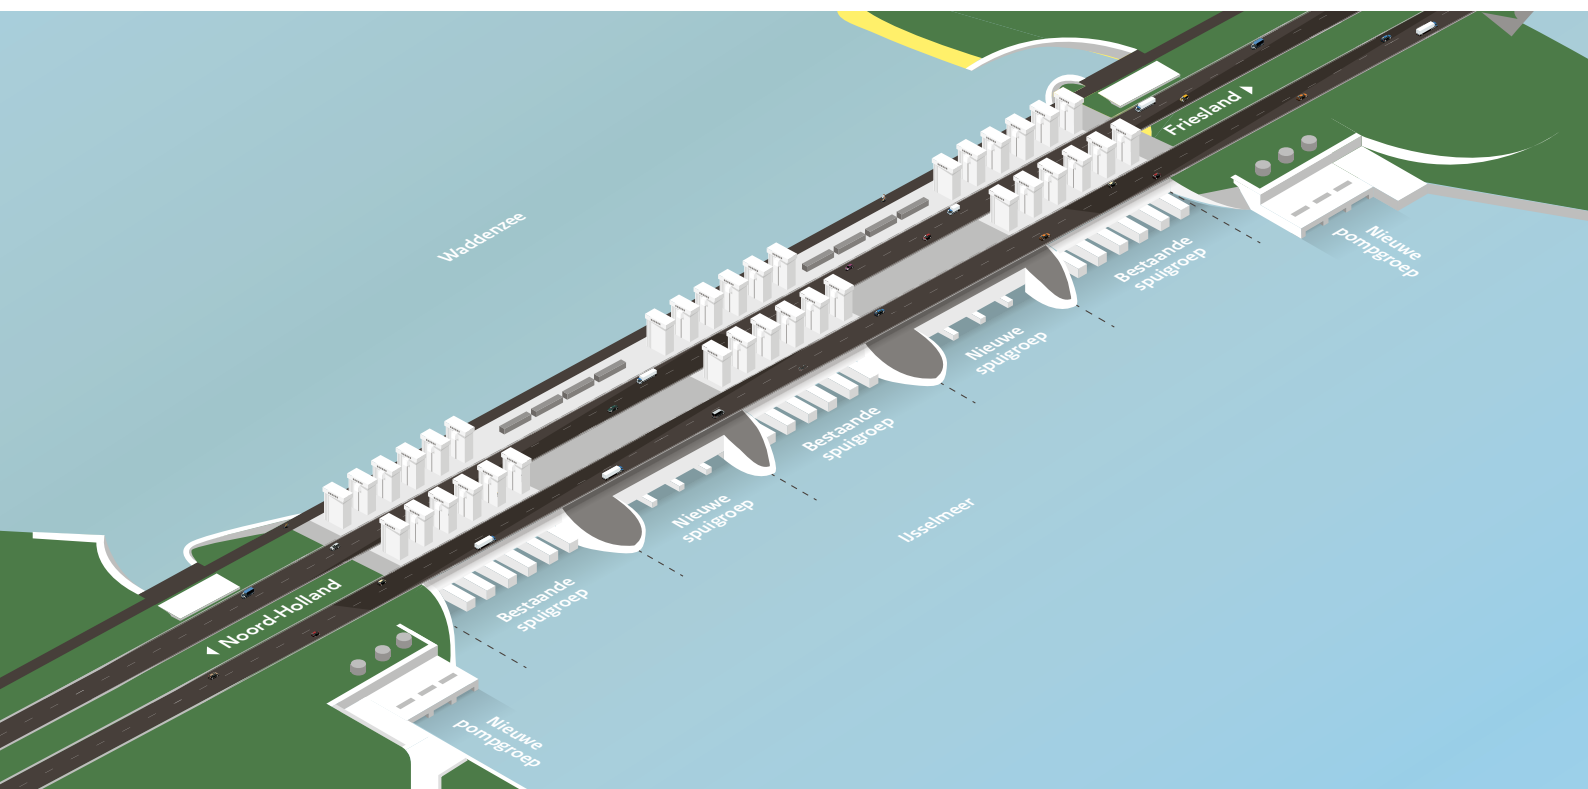 Friesland
Waddenzee
Nieuwe
pompgroep
Bestaande
spuigroep
Nieuwe
spuigroep
Bestaande
spuigroep
Nieuwe
spuigroep
IJsselmeer
Bestaande
spuigroep
Noord-Holland
Nieuwe
pompgroep